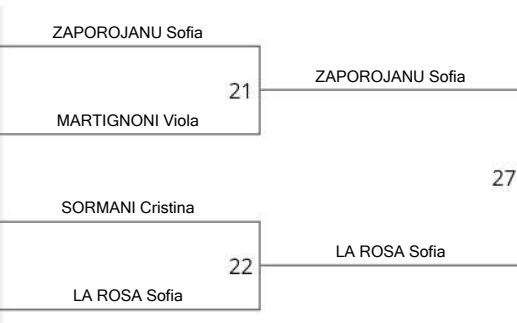 ZAPOROJANU Sofia
21
ZAPOROJANU Sofia
MARTIGNONI Viola
27
SORMANI Cristina
22
LA ROSA Sofia
LA ROSA Sofia